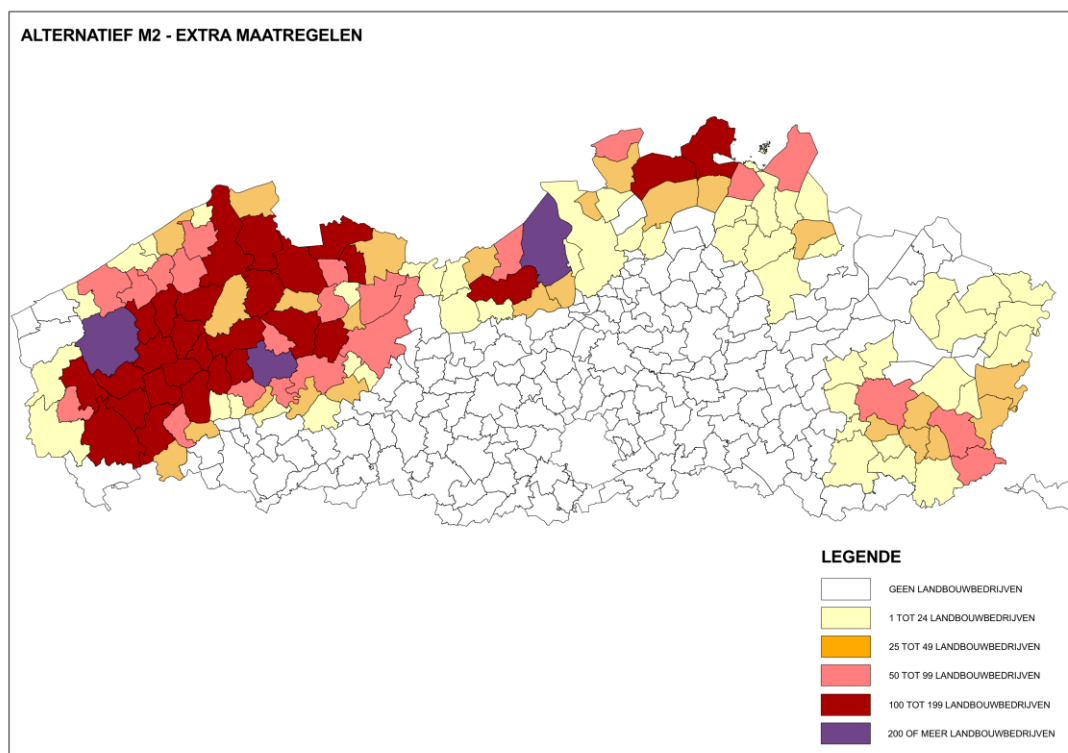 ALTERNATIEF M2 - EXTRA MAATREGELEN
LEGENDE
GEEN LANDBOUWBEDRIJVEN
1 TOT 24 LANDBOUWBEDRIJVEN
25 TOT 49 LANDBOUWBEDRIJVEN
50 TOT 99 LANDBOUWBEDRIJVEN
100 TOT 199 LANDBOUWBEDRIJVEN
200 OF MEER LANDBOUWBEDRIJVEN